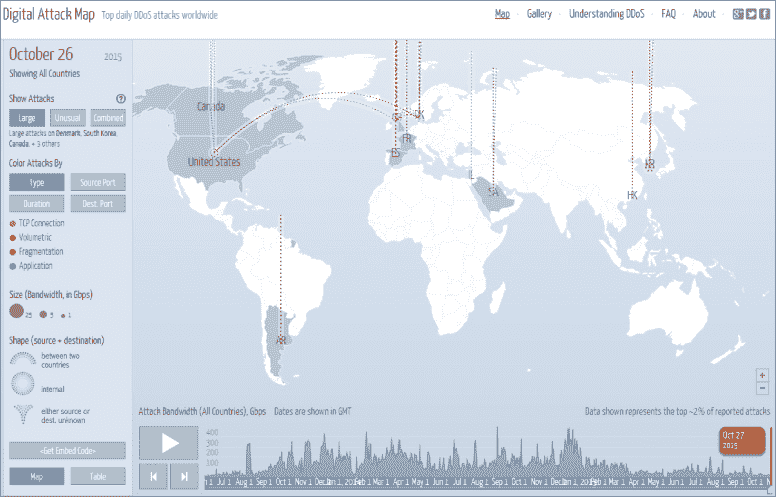 Digital Attack Map Top daily DDoS attacks worldwide
Map · Gallery · Understanding DDoS · FAQ · About
October 26 2015
Showing All Countries
Show Attacks
Large Unusual Combined
Large attacks on Denmark, South Korea,
Canada, + 3 others
Color Attacks By
Type Source Port
Duration Dest. Port
TCP Connection
Volumetric
Fragmentation
Application
Size (Bandwidth, in Gbps)
25 5 1
Shape (source + destination)
between two
countries
internal
either source or
dest. unknown
<Get Embed Code>
Map Table
Canada
United States
DK
FR
ES
SA
HK
KR
AR
+
−
Attack Bandwidth (All Countries), Gbps Dates are shown in GMT
Data shown represents the top ~2% of reported attacks
Oct 27
2015
400
300
200
100